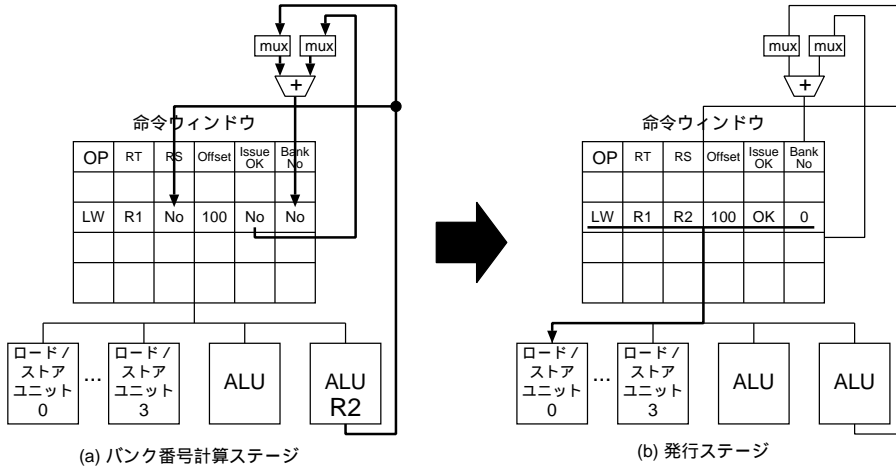 mux mux
+
命令ウィンドウ
OP RT RS Offset Issue OK Bank No
LW R1 No 100 No No
ロード/ストアユニット 0
...
ロード/ストアユニット 3
ALU
ALU R2
(a) バンク番号計算ステージ
mux mux
+
命令ウィンドウ
OP RT RS Offset Issue OK Bank No
LW R1 R2 100 OK 0
ロード/ストアユニット 0
...
ロード/ストアユニット 3
ALU
ALU
(b) 発行ステージ